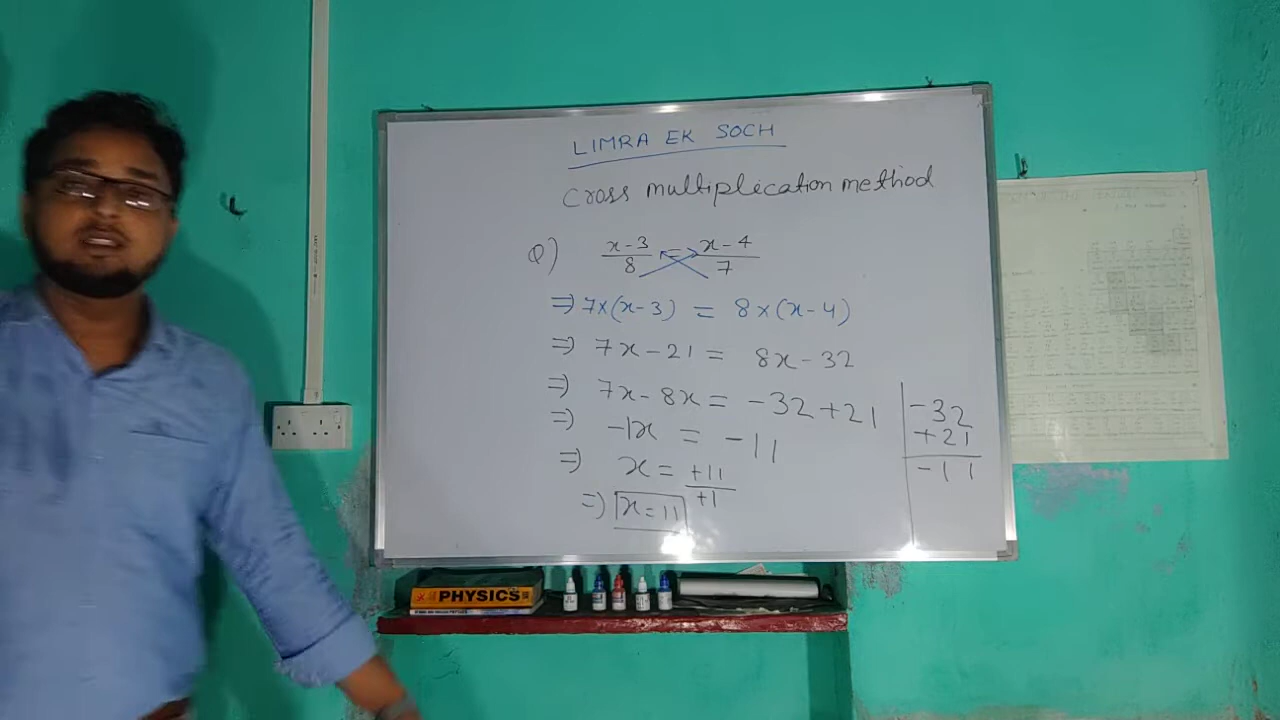 LIMRA EK SOCH
Cross multiplication method
Q) x-3/8 = x-4/7
⇒ 7×(x-3) = 8×(x-4)
⇒ 7x-21 = 8x-32
⇒ 7x-8x = -32+21
⇒ -1x = -11
⇒ x = +11/+1
⇒ x=11
-32
+21
-11
PHYSICS